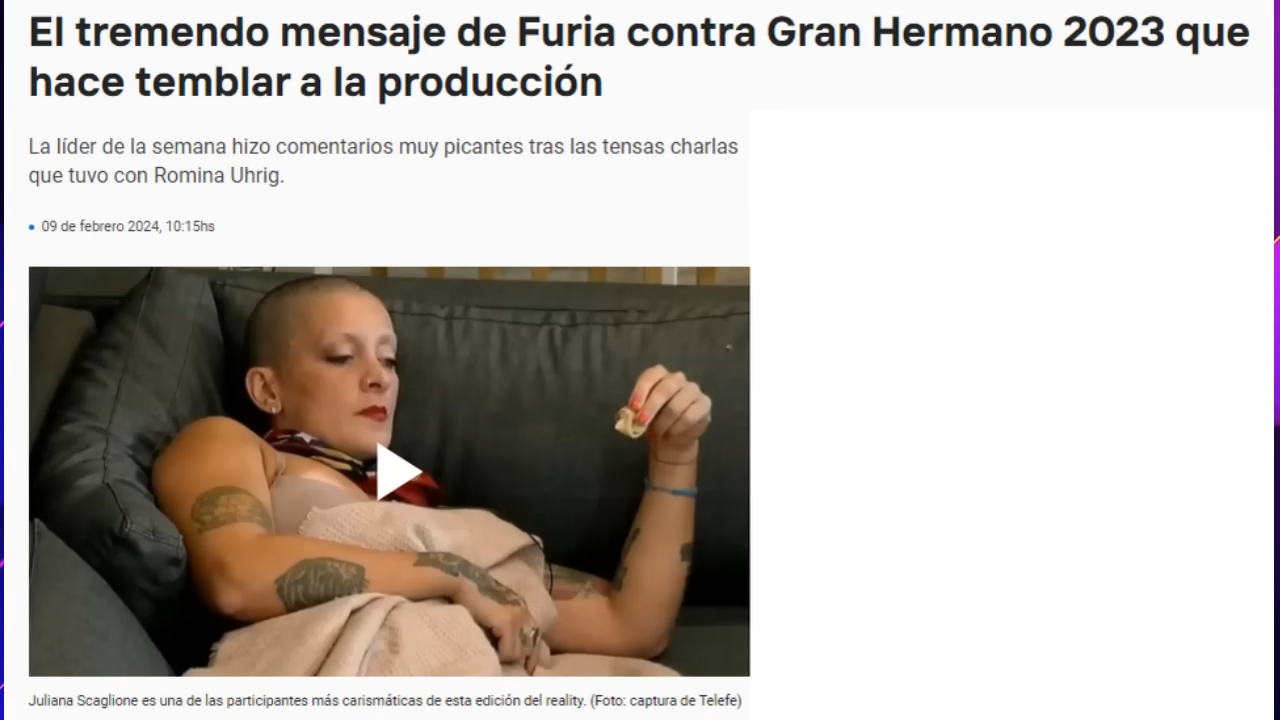 El tremendo mensaje de Furia contra Gran Hermano 2023 que
hace temblar a la producción
La líder de la semana hizo comentarios muy picantes tras las tensas charlas
que tuvo con Romina Uhrig.
• 09 de febrero 2024, 10:15hs
Juliana Scaglione es una de las participantes más carismáticas de esta edición del reality. (Foto: captura de Telefe)